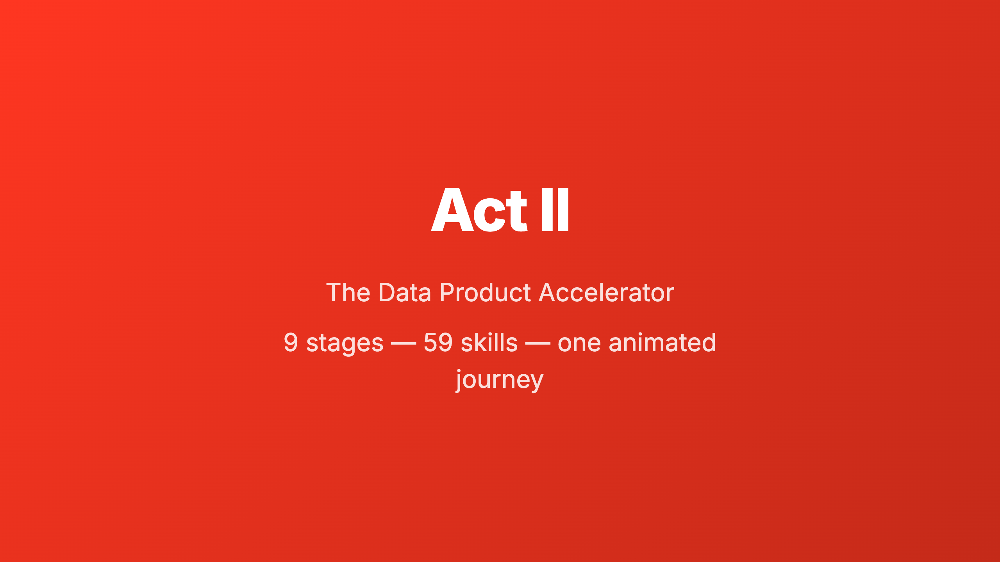 Act II
The Data Product Accelerator
9 stages — 59 skills — one animated
journey